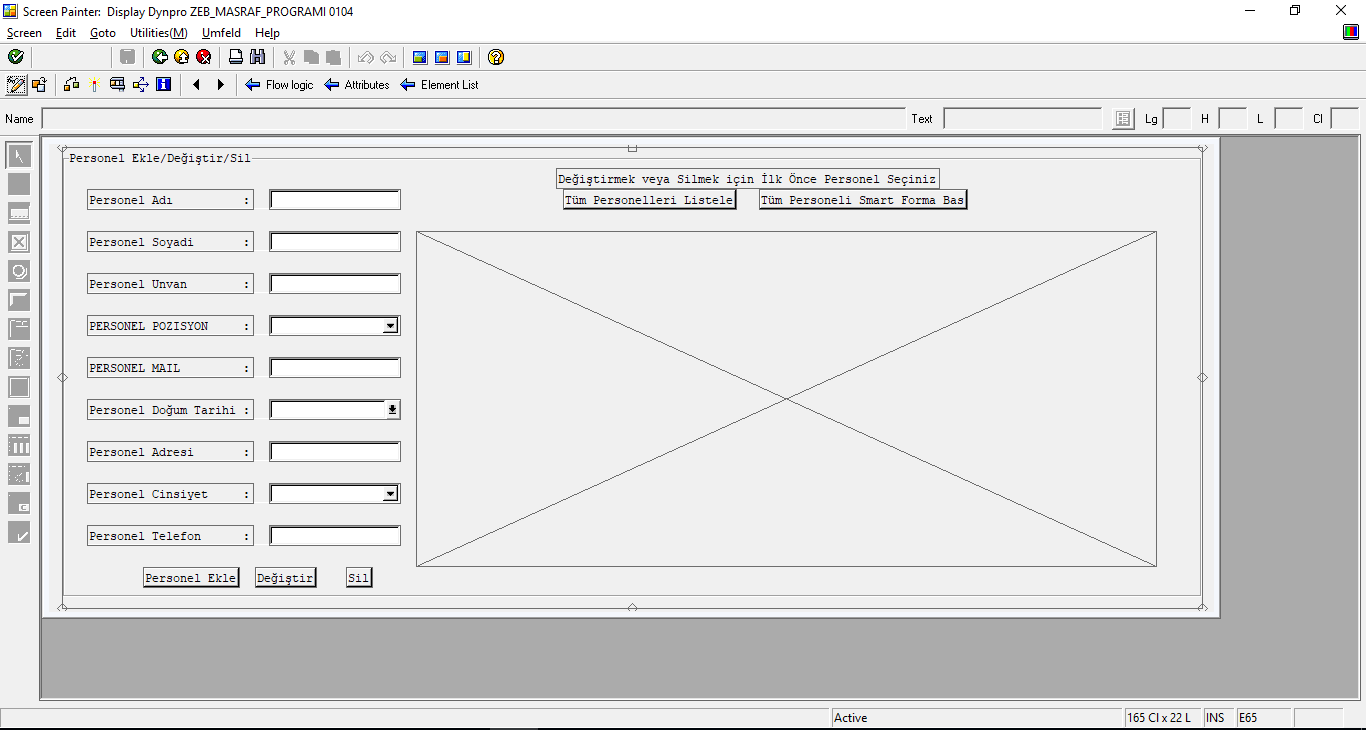 Screen Painter: Display Dynpro ZEB_MASRAF_PROGRAMI 0104
Screen Edit Goto Utilities(M) Umfeld Help
Flow logic Attributes Element List
Name Text Lg H L Cl
Personel Ekle/Değiştir/Sil
Değiştirmek veya Silmek için İlk Önce Personel Seçiniz
Personel Adı : Tüm Personelleri Listele Tüm Personeli Smart Forma Bas
Personel Soyadi :
Personel Unvan :
PERSONEL POZISYON :
PERSONEL MAIL :
Personel Doğum Tarihi :
Personel Adresi :
Personel Cinsiyet :
Personel Telefon :
Personel Ekle Değiştir Sil
Active 165 Cl x 22 L INS E65